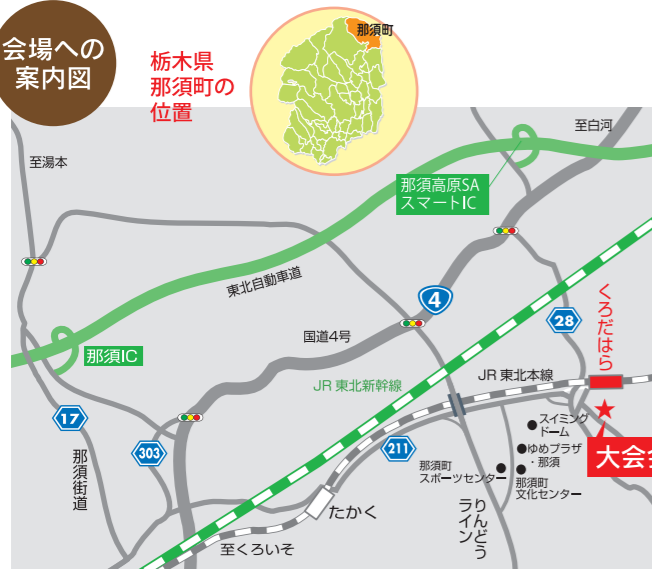 会場への
案内図
栃木県
那須町の
位置
那須町
至白河
至湯本
那須高原SA
スマートIC
東北自動車道
4
くろだはら
28
国道4号
那須IC
JR 東北新幹線
JR 東北本線
17
303
211
スイミング
ドーム
ゆめプラザ
・那須
大会会
那須町
スポーツセンター
那須町
文化センター
那須街道
たかく
りんどう
ライン
至くろいそ